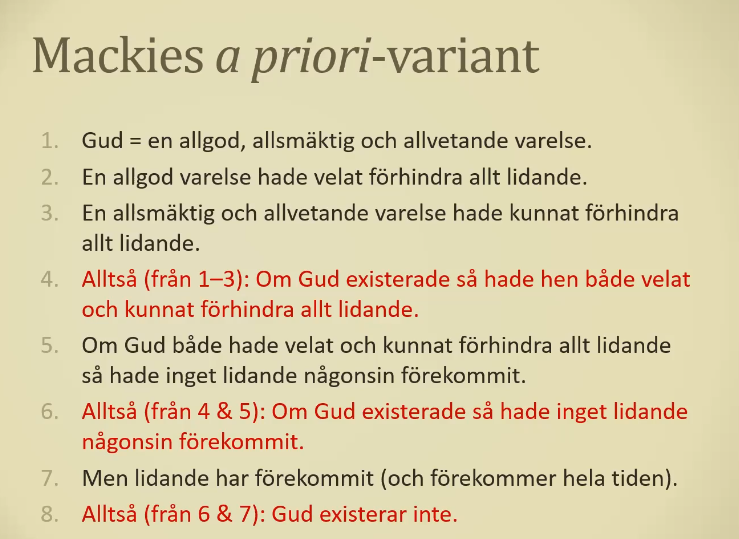 Mackies a priori-variant
1. Gud = en allgod, allsmäktig och allvetande varelse.
2. En allgod varelse hade velat förhindra allt lidande.
3. En allsmäktig och allvetande varelse hade kunnat förhindra
allt lidande.
4. Alltså (från 1–3): Om Gud existerade så hade hen både velat
och kunnat förhindra allt lidande.
5. Om Gud både hade velat och kunnat förhindra allt lidande
så hade inget lidande någonsin förekommit.
6. Alltså (från 4 & 5): Om Gud existerade så hade inget lidande
någonsin förekommit.
7. Men lidande har förekommit (och förekommer hela tiden).
8. Alltså (från 6 & 7): Gud existerar inte.